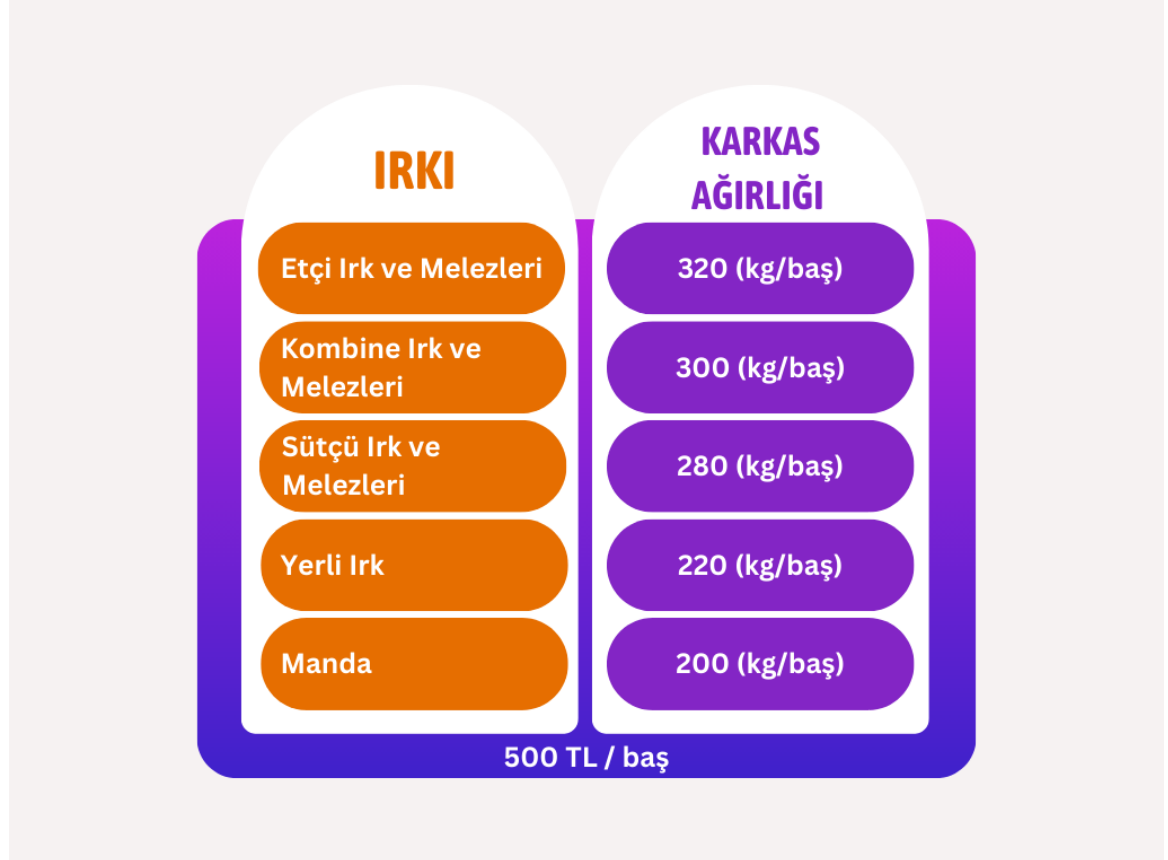 IRKI
KARKAS
AĞIRLIĞI
Etçi Irk ve Melezleri
320 (kg/baş)
Kombine Irk ve
Melezleri
300 (kg/baş)
Sütçü Irk ve
Melezleri
280 (kg/baş)
Yerli Irk
220 (kg/baş)
Manda
200 (kg/baş)
500 TL / baş